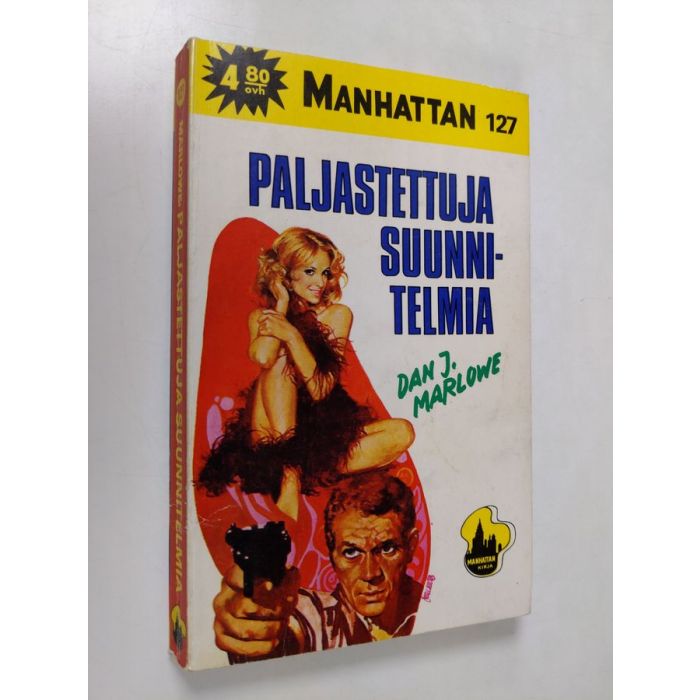 4 80
ovh
MANHATTAN 127
PALJASTETTUJA
SUUNNI-
TELMIA
DAN J.
MARLOWE
MANHATTAN
KIRJA
MARLOWE PALJASTETTUJA SUUNNITELMIA